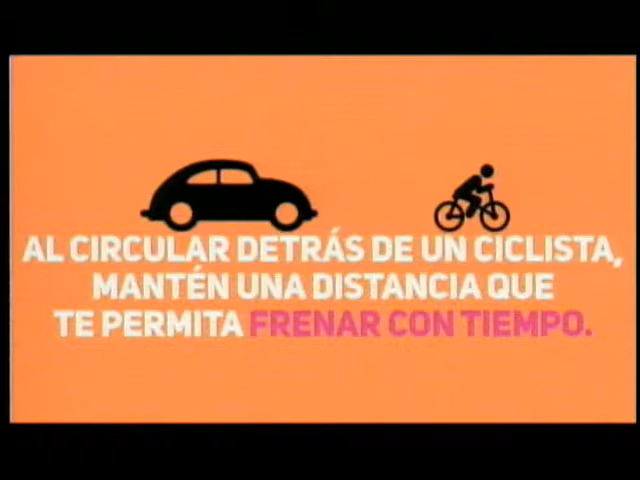 AL CIRCULAR DETRÁS DE UN CICLISTA,
MANTÉN UNA DISTANCIA QUE
TE PERMITA FRENAR CON TIEMPO.